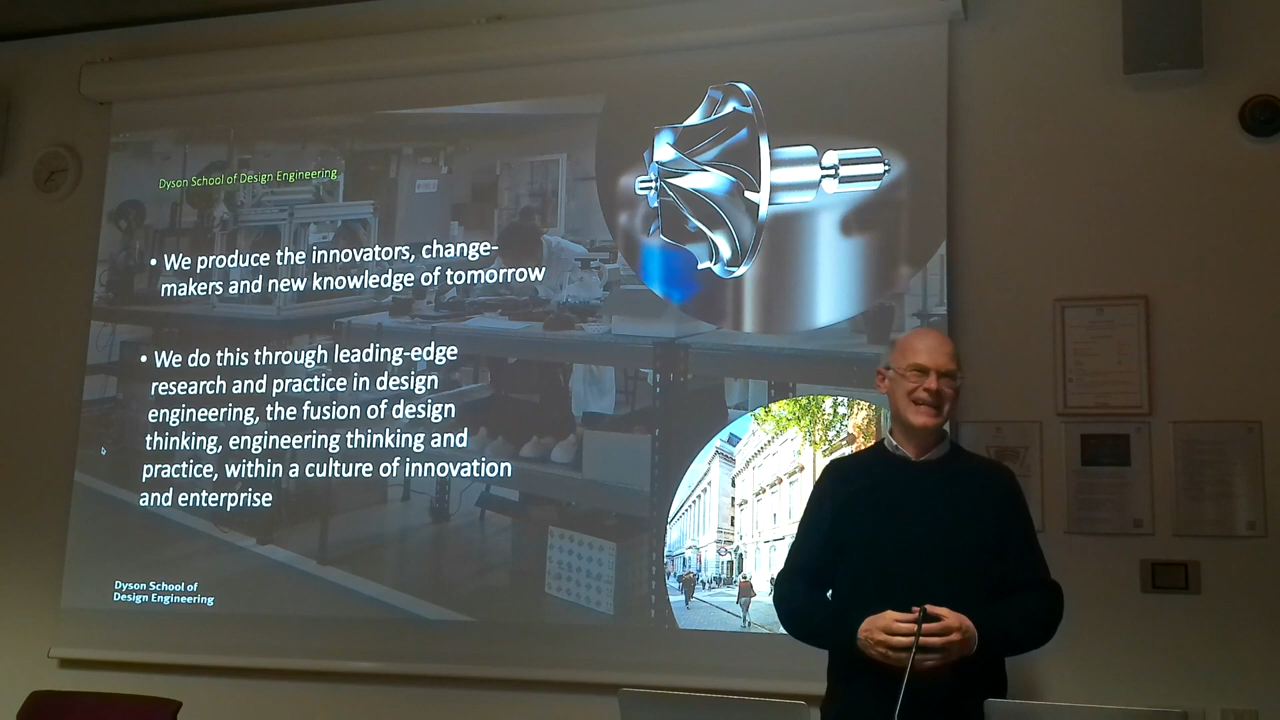 Dyson School of Design Engineering
• We produce the innovators, change-
makers and new knowledge of tomorrow
• We do this through leading-edge
research and practice in design
engineering, the fusion of design
thinking, engineering thinking and
practice, within a culture of innovation
and enterprise
Dyson School of
Design Engineering